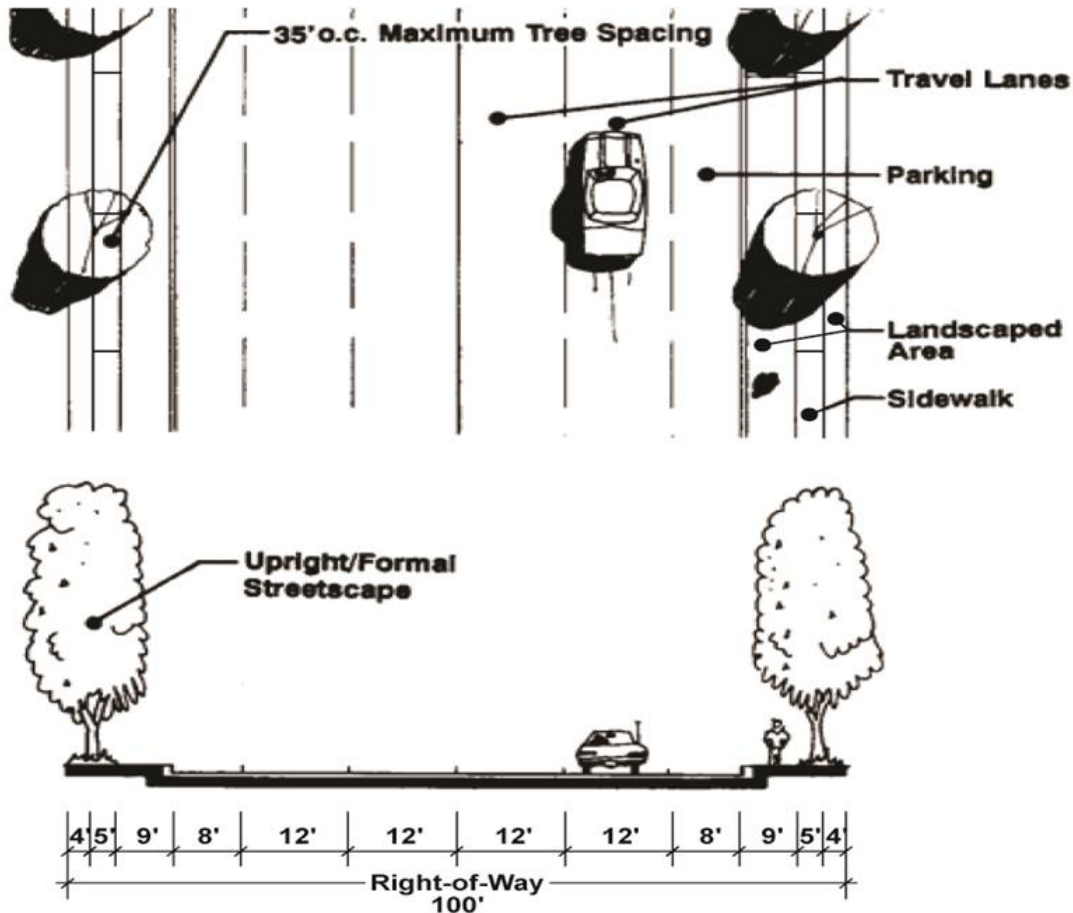 35' o.c. Maximum Tree Spacing
Travel Lanes
Parking
Landscaped
Area
Sidewalk
Upright/Formal
Streetscape
4' 5' 9' 8' 12' 12' 12' 12' 8' 9' 5' 4'
Right-of-Way
100'